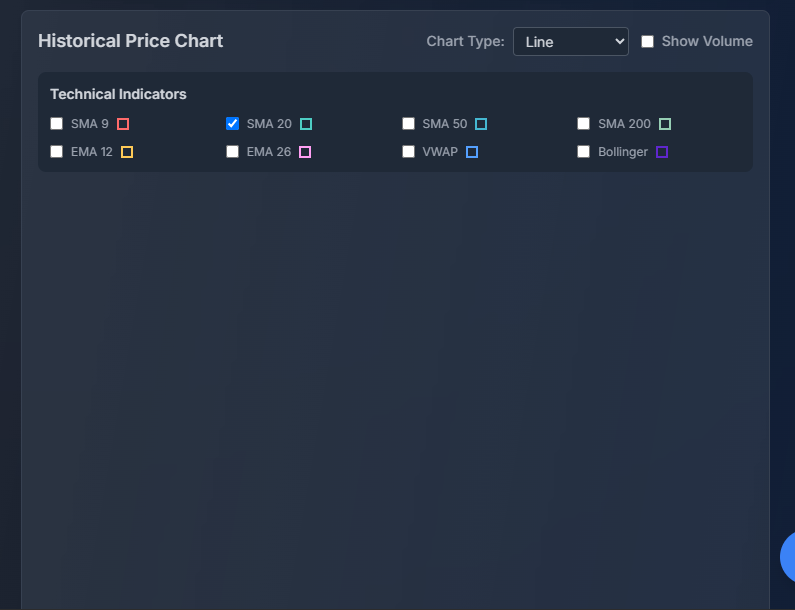 Historical Price Chart Chart Type: Line Show Volume
Technical Indicators
SMA 9 SMA 20 SMA 50 SMA 200
EMA 12 EMA 26 VWAP Bollinger